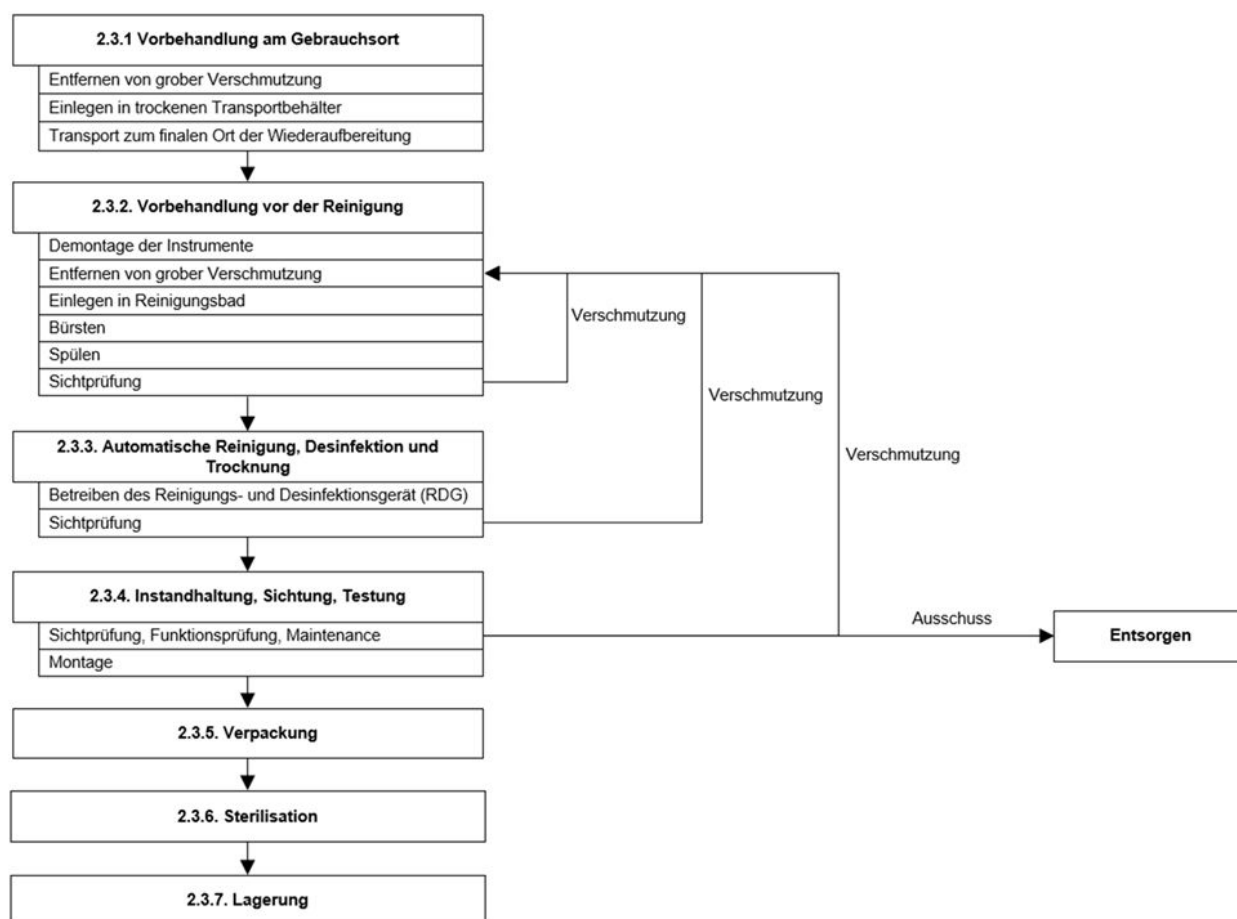 2.3.1 Vorbehandlung am Gebrauchsort
Entfernen von grober Verschmutzung
Einlegen in trockenen Transportbehälter
Transport zum finalen Ort der Wiederaufbereitung
2.3.2. Vorbehandlung vor der Reinigung
Demontage der Instrumente
Entfernen von grober Verschmutzung
Einlegen in Reinigungsbad
Bürsten
Spülen
Sichtprüfung
Verschmutzung
Verschmutzung
Verschmutzung
2.3.3. Automatische Reinigung, Desinfektion und
Trocknung
Betreiben des Reinigungs- und Desinfektionsgerät (RDG)
Sichtprüfung
2.3.4. Instandhaltung, Sichtung, Testung
Sichtprüfung, Funktionsprüfung, Maintenance
Montage
Ausschuss
Entsorgen
2.3.5. Verpackung
2.3.6. Sterilisation
2.3.7. Lagerung